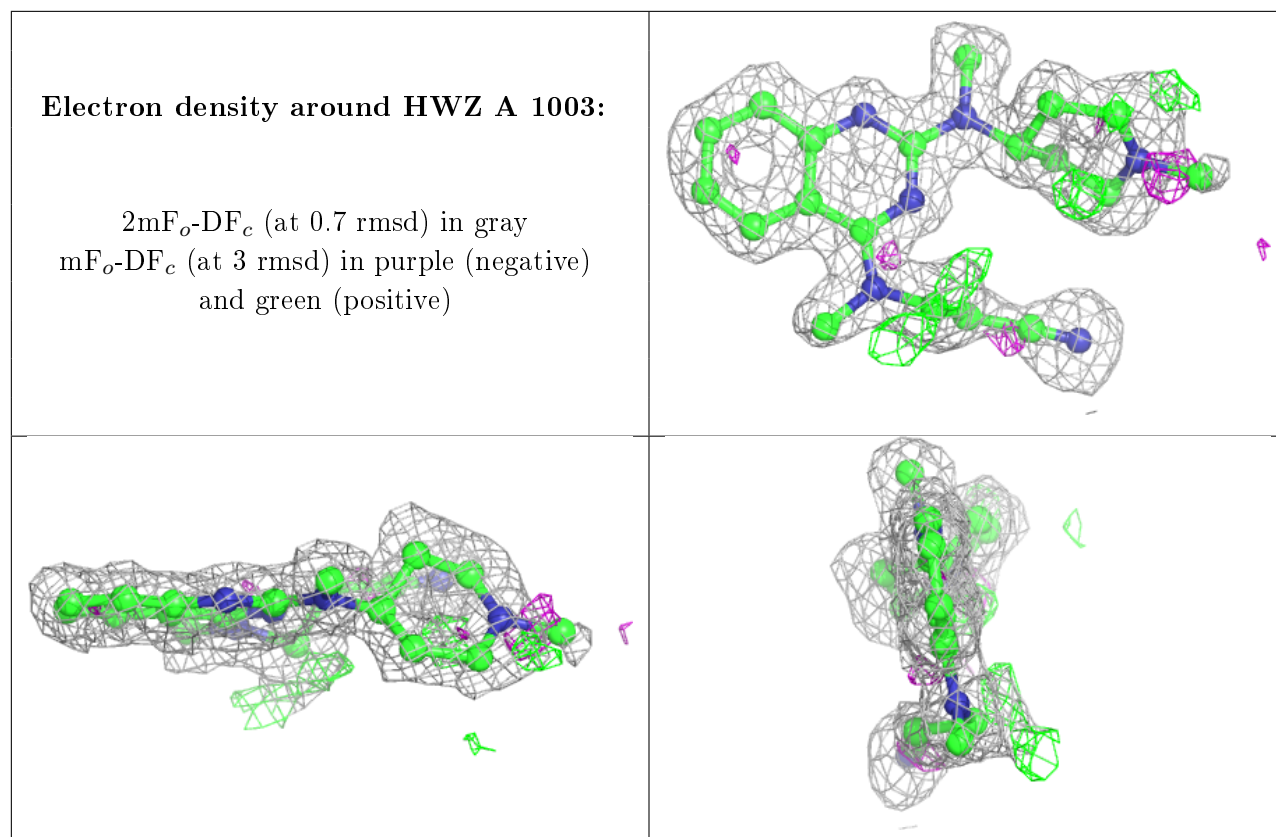 Electron density around HWZ A 1003:
2mFo-DFc (at 0.7 rmsd) in gray
mFo-DFc (at 3 rmsd) in purple (negative)
and green (positive)